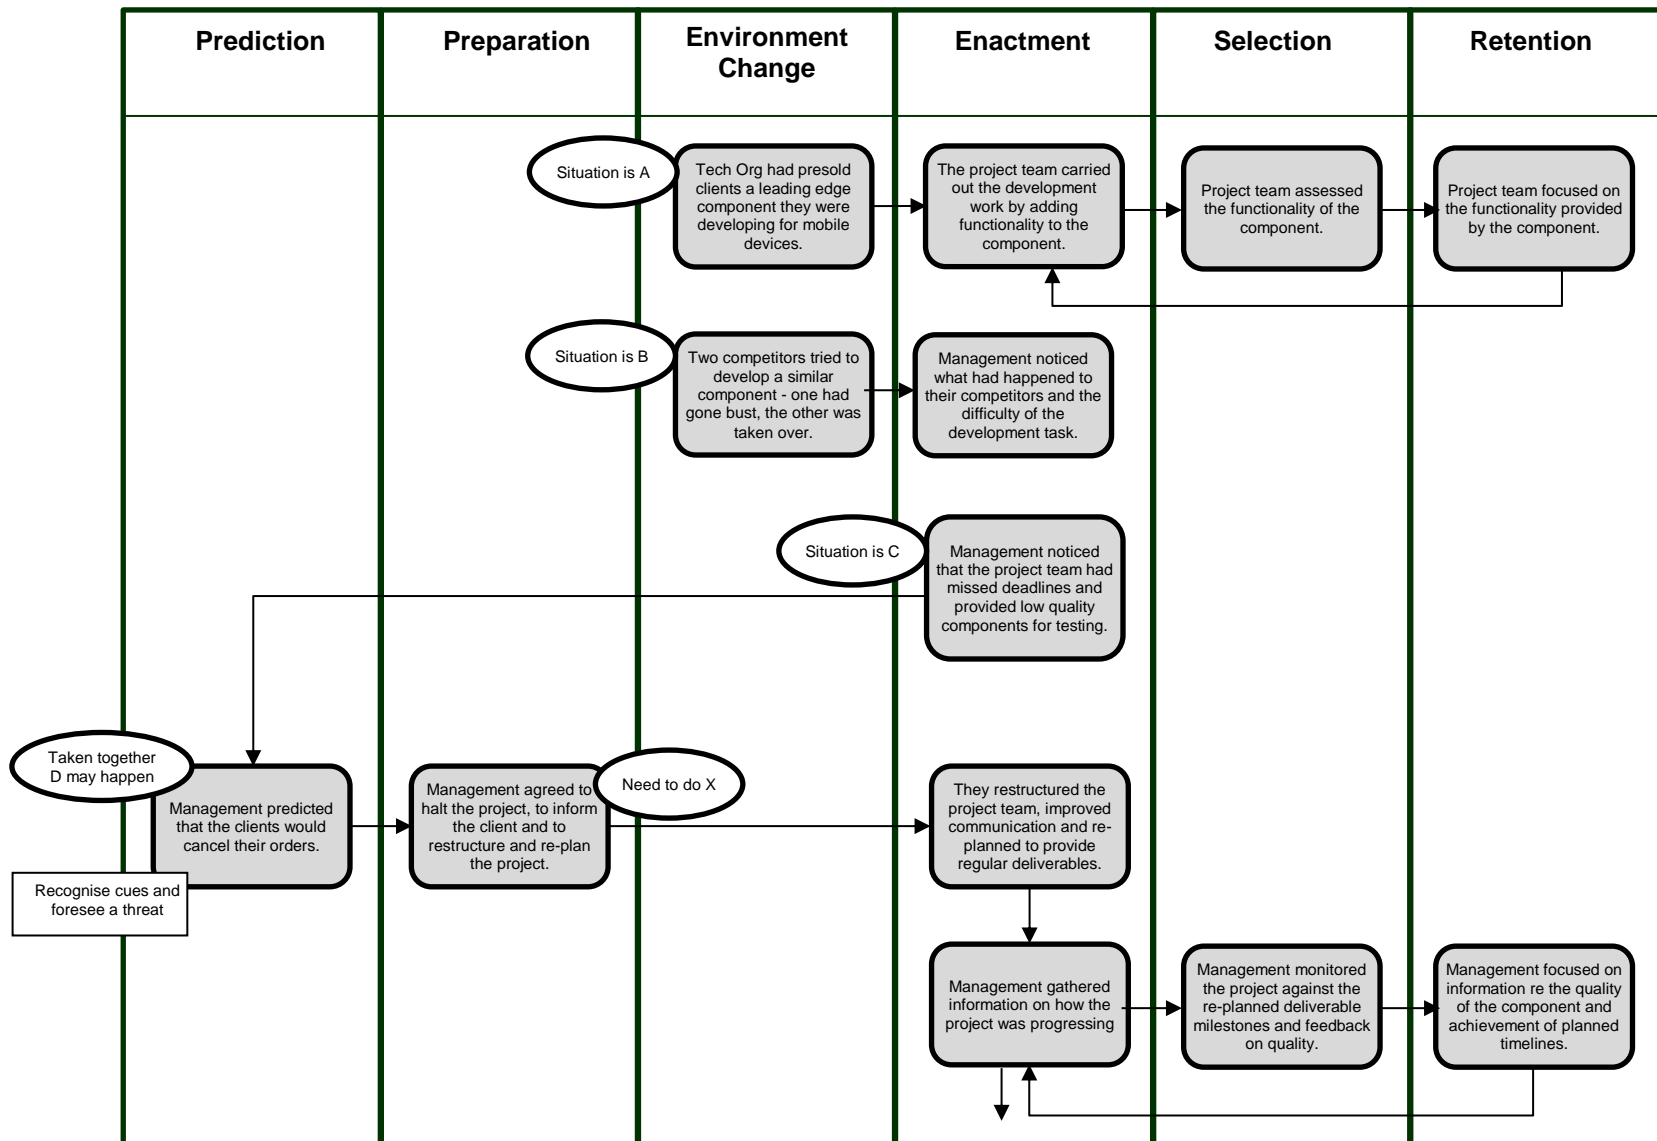 Prediction
Preparation
Environment
Change
Enactment
Selection
Retention
Situation is A
Tech Org had presold
clients a leading edge
component they were
developing for mobile
devices.
The project team carried
out the development
work by adding
functionality to the
component.
Project team assessed
the functionality of the
component.
Project team focused on
the functionality provided
by the component.
Situation is B
Two competitors tried to
develop a similar
component - one had
gone bust, the other was
taken over.
Management noticed
what had happened to
their competitors and the
difficulty of the
development task.
Situation is C
Management noticed
that the project team had
missed deadlines and
provided low quality
components for testing.
Taken together
D may happen
Management predicted
that the clients would
cancel their orders.
Recognise cues and
foresee a threat
Management agreed to
halt the project, to inform
the client and to
restructure and re-plan
the project.
Need to do X
They restructured the
project team, improved
communication and re-
planned to provide
regular deliverables.
Management gathered
information on how the
project was progressing
Management monitored
the project against the
re-planned deliverable
milestones and feedback
on quality.
Management focused on
information re the quality
of the component and
achievement of planned
timelines.